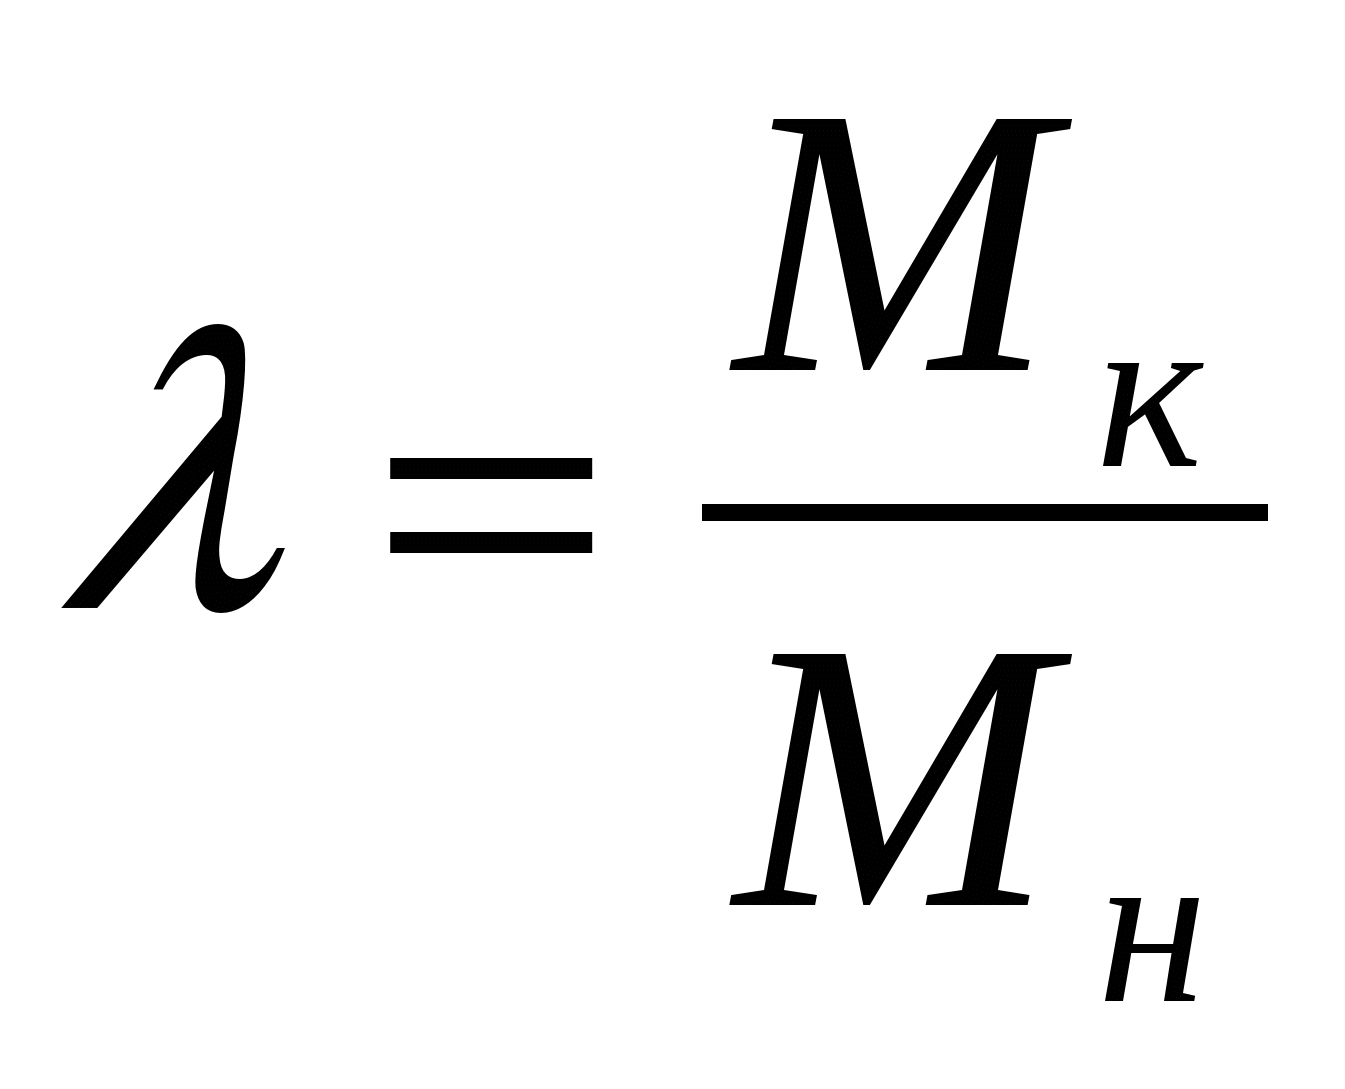 λ = Mк / Mн